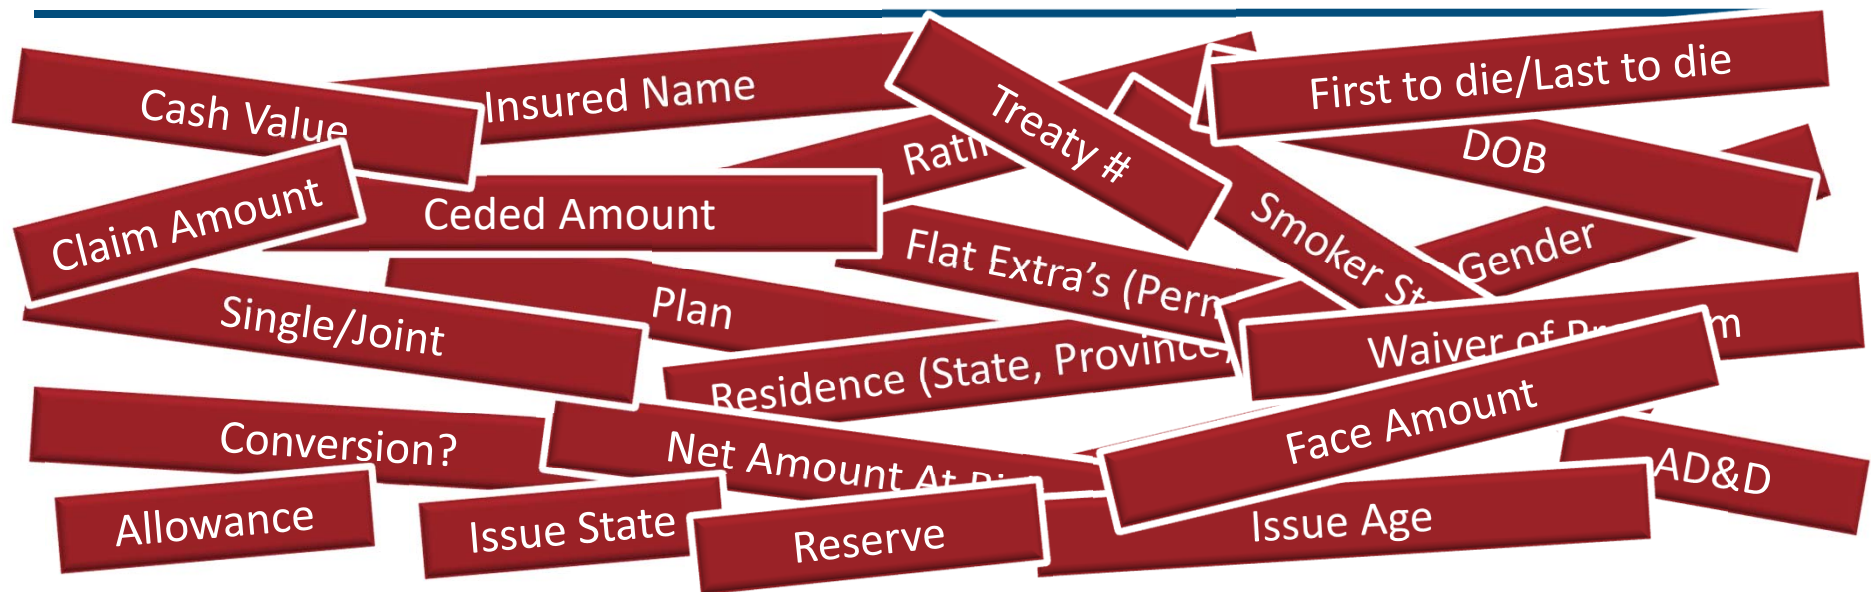 Cash Value
Insured Name
Treaty #
First to die/Last to die
DOB
Claim Amount
Ceded Amount
Flat Extra's
Smoker
Gender
Single/Joint
Plan
Residence (State, Province
Waiver of
Face Amount
Conversion?
Net Amount At
AD&D
Allowance
Issue State
Reserve
Issue Age